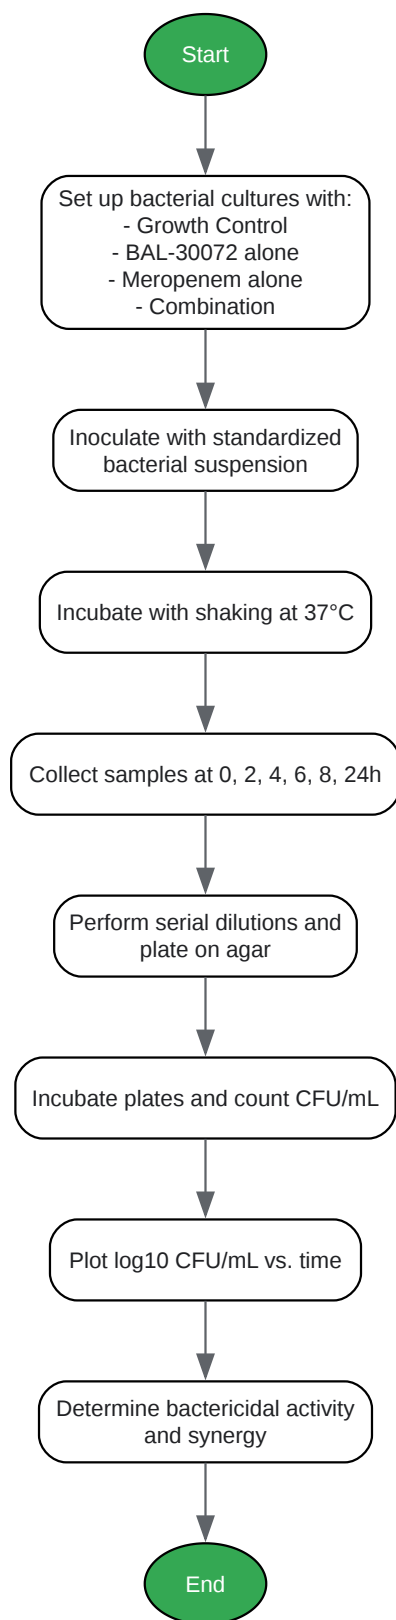 Start
Set up bacterial cultures with:
- Growth Control
- BAL-30072 alone
- Meropenem alone
- Combination
Inoculate with standardized
bacterial suspension
Incubate with shaking at 37°C
Collect samples at 0, 2, 4, 6, 8, 24h
Perform serial dilutions and
plate on agar
Incubate plates and count CFU/mL
Plot log10 CFU/mL vs. time
Determine bactericidal activity
and synergy
End